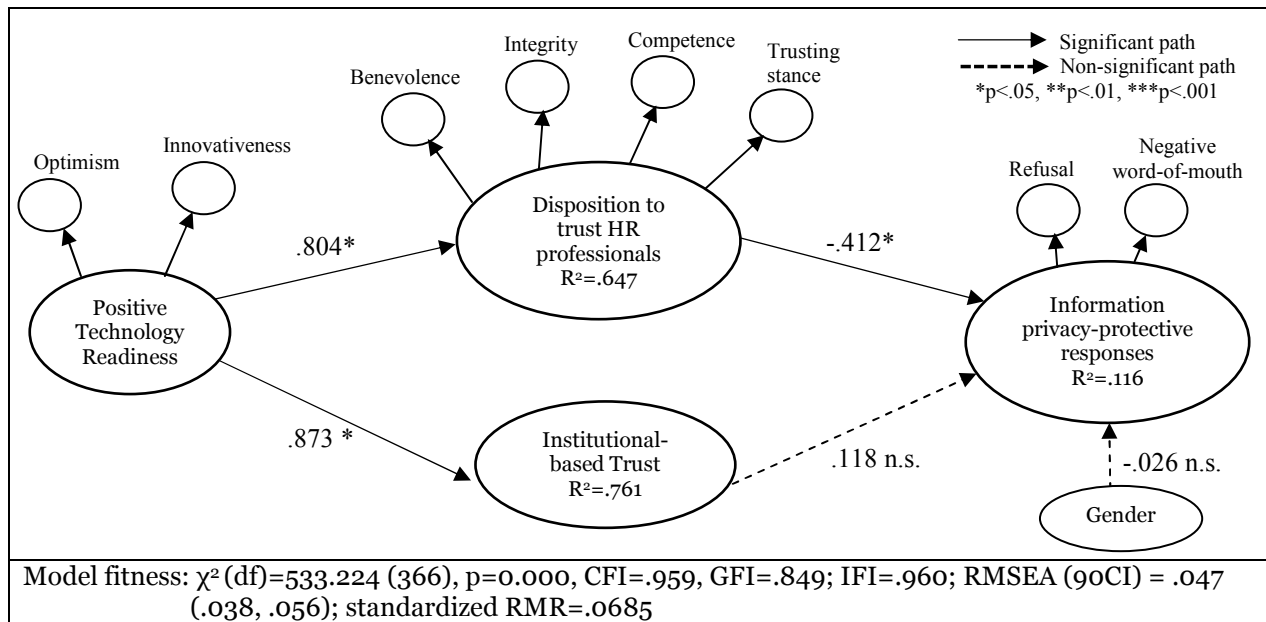 Integrity
Competence
Trusting
stance
Significant path
Non-significant path
*p<.05, **p<.01, ***p<.001
Benevolence
Optimism
Innovativeness
Refusal
Negative
word-of-mouth
Disposition to
trust HR
professionals
R²=.647
.804*
-.412*
Positive
Technology
Readiness
Information
privacy-protective
responses
R²=.116
.873 *
Institutional-
based Trust
R²=.761
.118 n.s.
-.026 n.s.
Gender
Model fitness: χ² (df)=533.224 (366), p=0.000, CFI=.959, GFI=.849; IFI=.960; RMSEA (90CI) = .047
(.038, .056); standardized RMR=.0685